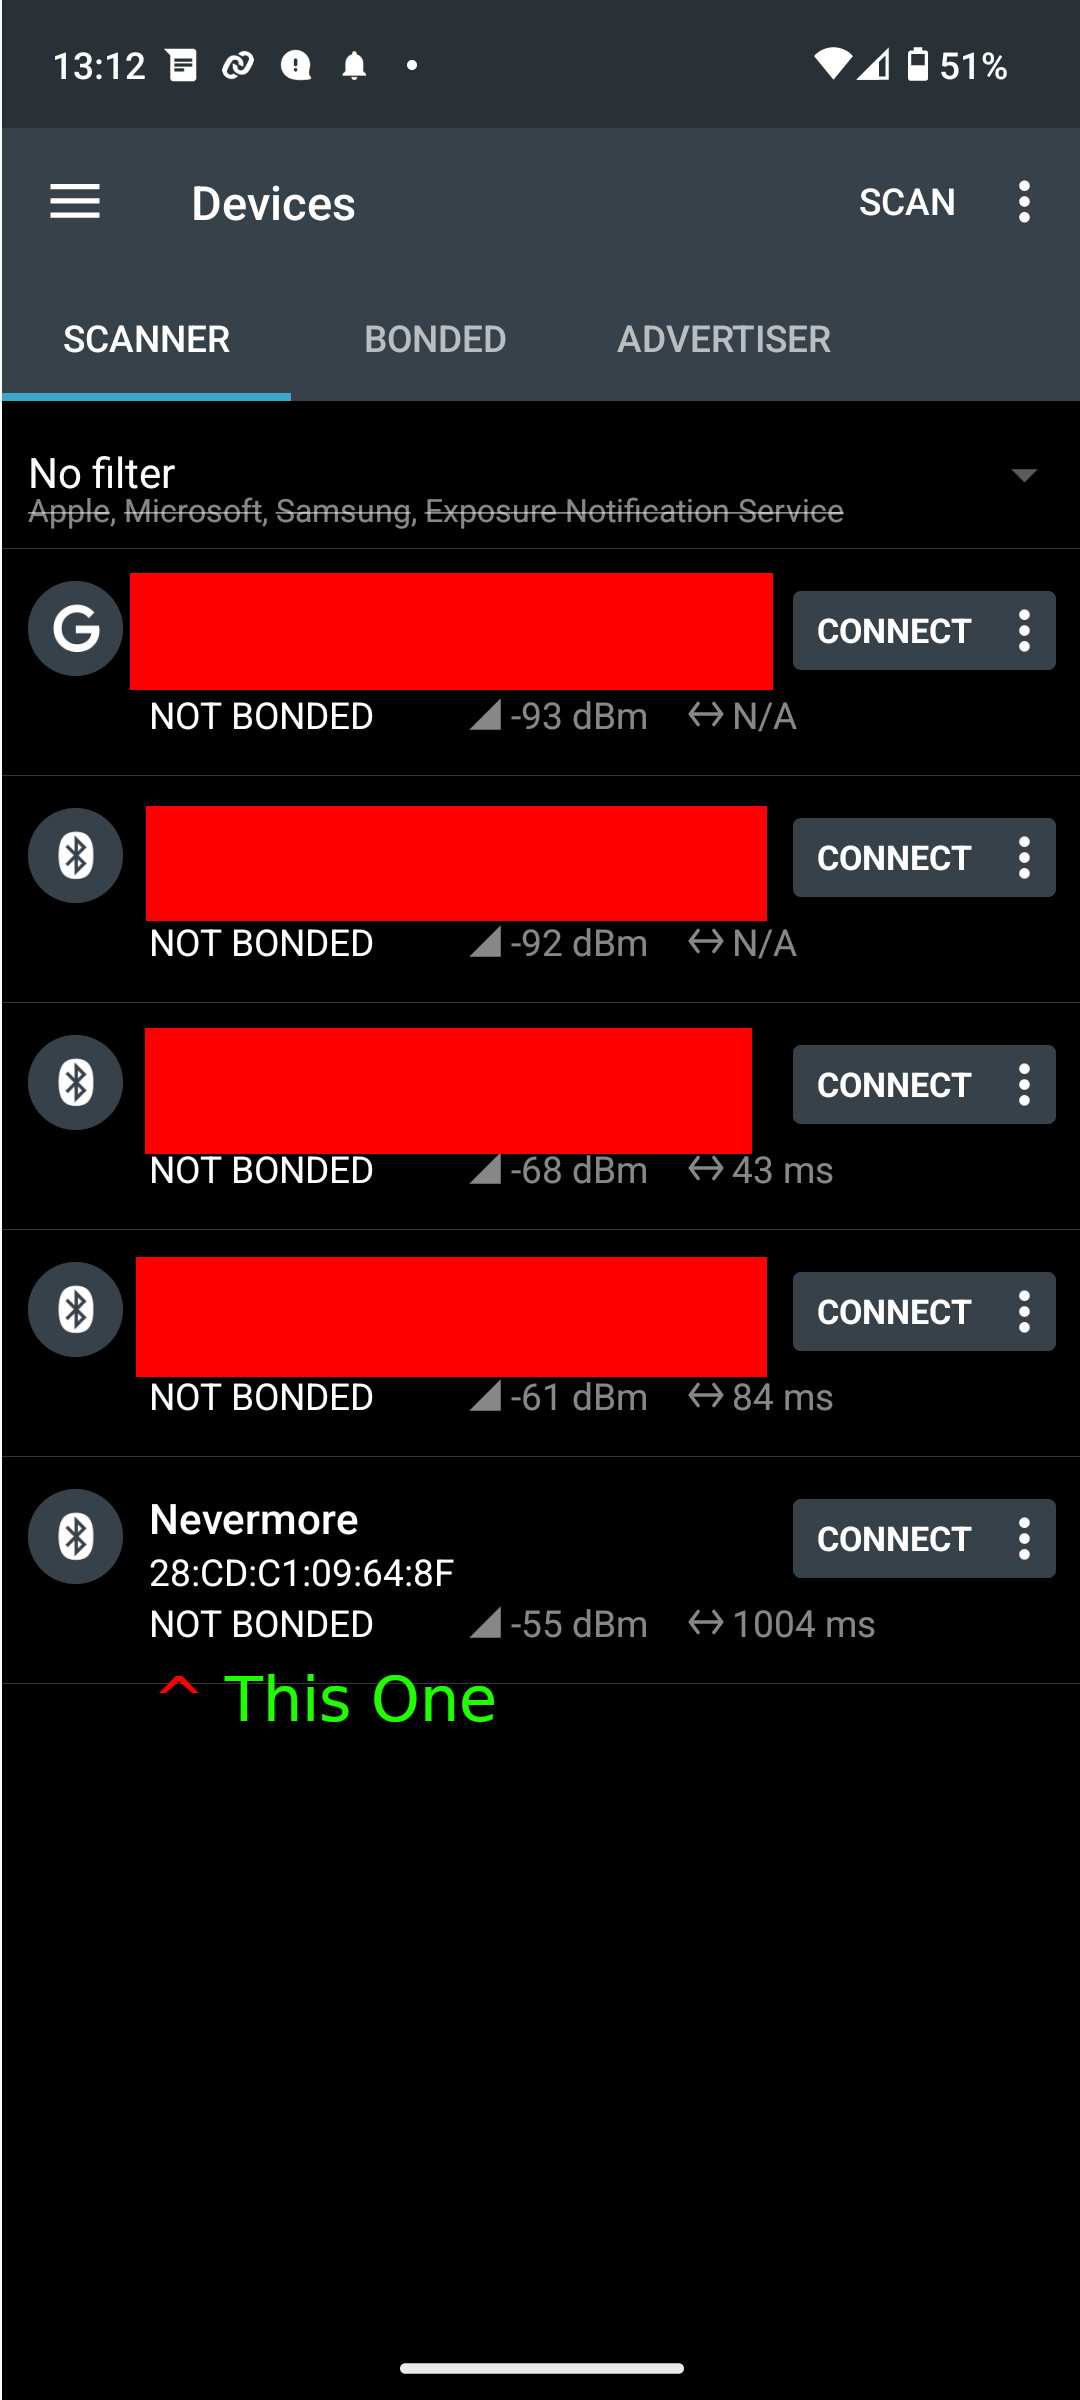 13:12 51%
Devices SCAN
SCANNER BONDED ADVERTISER
No filter
Apple, Microsoft, Samsung, Exposure Notification Service
G CONNECT
NOT BONDED -93 dBm N/A
CONNECT
NOT BONDED -92 dBm N/A
CONNECT
NOT BONDED -68 dBm 43 ms
CONNECT
NOT BONDED -61 dBm 84 ms
Nevermore CONNECT
28:CD:C1:09:64:8F
NOT BONDED -55 dBm 1004 ms
^ This One